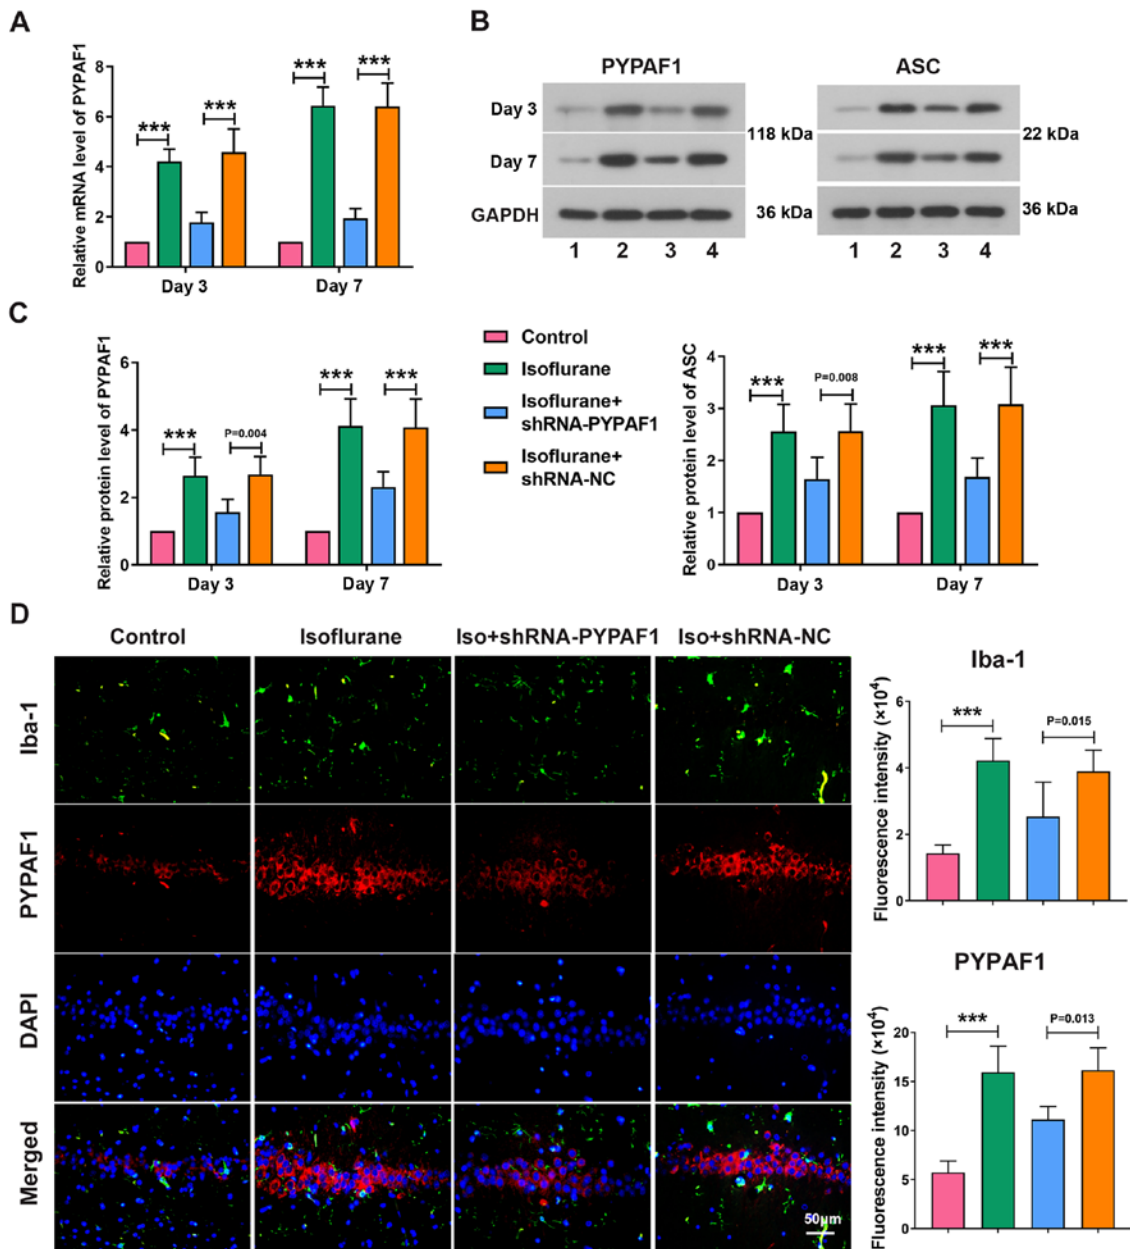 A
Relative mRNA level of PYPAF1
8
6
4
2
0
***
***
***
***
Day 3
Day 7
B
PYPAF1
ASC
Day 3
Day 7
GAPDH
118 kDa
36 kDa
22 kDa
36 kDa
1 2 3 4
1 2 3 4
C
Relative protein level of PYPAF1
6
4
2
0
***
P=0.004
***
***
Day 3
Day 7
Control
Isoflurane
Isoflurane+
shRNA-PYPAF1
Isoflurane+
shRNA-NC
Relative protein level of ASC
4
3
2
1
0
***
P=0.008
***
***
Day 3
Day 7
D
Control
Isoflurane
Iso+shRNA-PYPAF1
Iso+shRNA-NC
Iba-1
PYPAF1
DAPI
Merged
50μm
Iba-1
Fluorescence intensity (×10⁴)
6
4
2
0
***
P=0.015
PYPAF1
Fluorescence intensity (×10⁴)
20
15
10
5
0
***
P=0.013